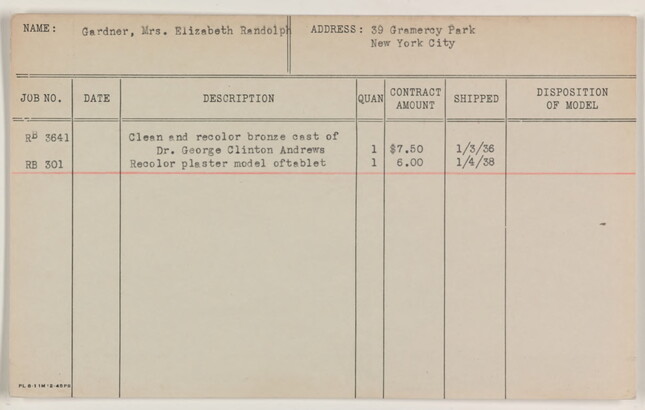 NAME: Gardner, Mrs. Elizabeth Randolph ADDRESS: 39 Gramercy Park
New York City
JOB NO. DATE DESCRIPTION QUAN CONTRACT AMOUNT SHIPPED DISPOSITION OF MODEL
RB 3641 Clean and recolor bronze cast of
Dr. George Clinton Andrews 1 $7.50 1/3/36
RB 301 Recolor plaster model oftablet 1 6.00 1/4/38